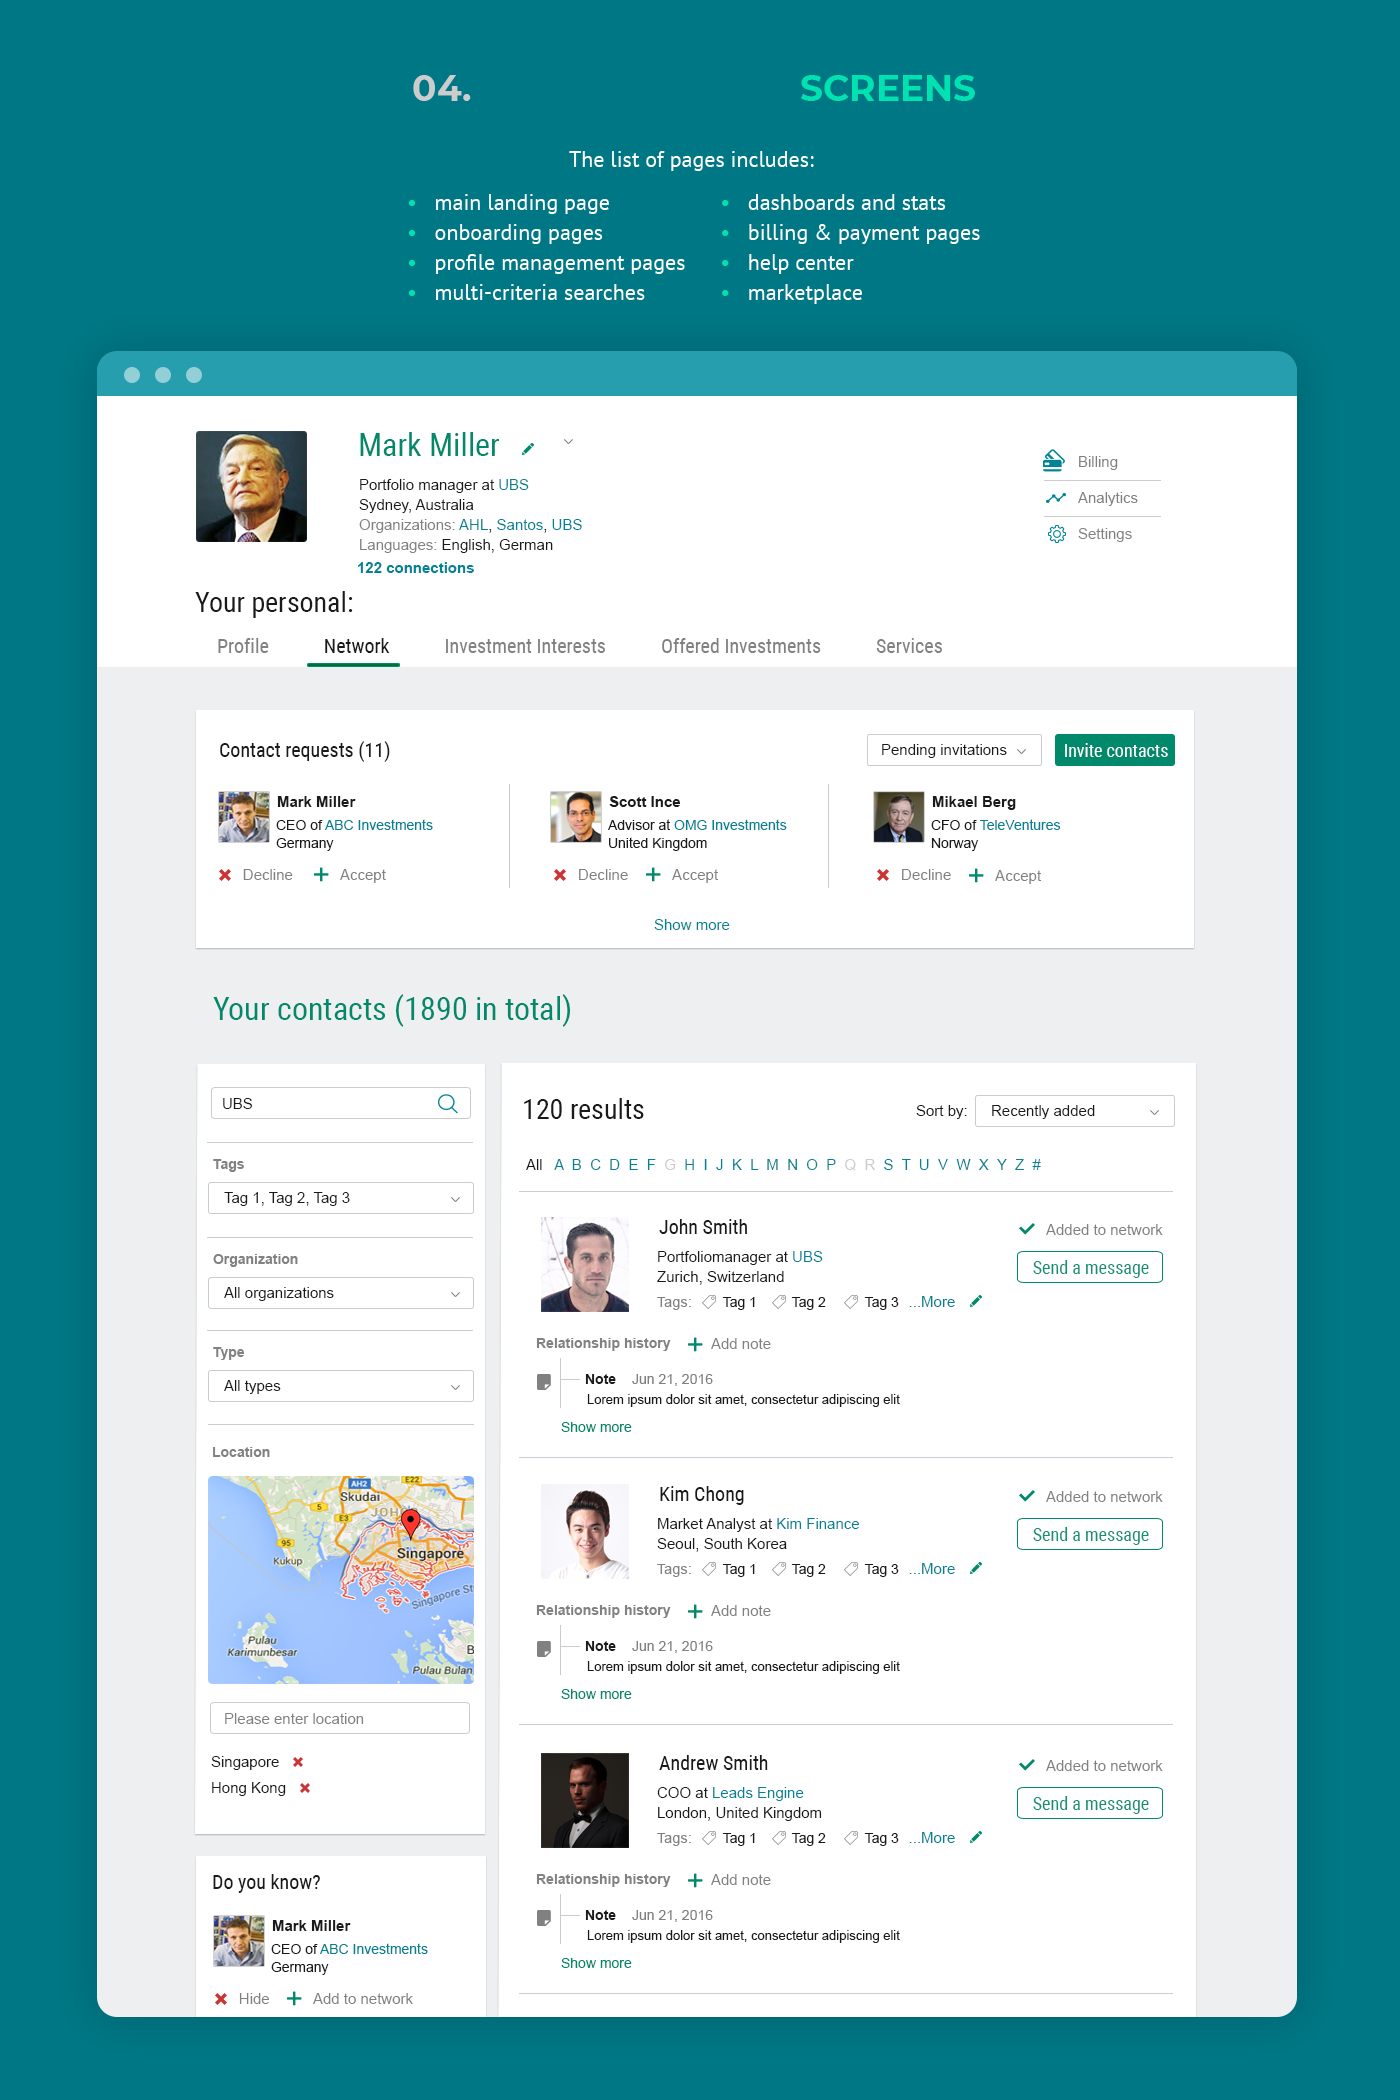 04.
SCREENS
The list of pages includes:
• main landing page
• onboarding pages
• profile management pages
• multi-criteria searches
• dashboards and stats
• billing & payment pages
• help center
• marketplace
Mark Miller
Portfolio manager at UBS
Sydney, Australia
Organizations: AHL, Santos, UBS
Languages: English, German
122 connections
Billing
Analytics
Settings
Your personal:
Profile Network Investment Interests Offered Investments Services
Contact requests (11)
Pending invitations
Invite contacts
Mark Miller
CEO of ABC Investments
Germany
Decline Accept
Scott Ince
Advisor at OMG Investments
United Kingdom
Decline Accept
Mikael Berg
CFO of TeleVentures
Norway
Decline Accept
Show more
Your contacts (1890 in total)
UBS
Tags
Tag 1, Tag 2, Tag 3
Organization
All organizations
Type
All types
Location
AH2
E22
Skudai
5
E3
JOHO
95
Kukup
Singapore
Singapore St
Pulau
Karimunbesar
B
Pulau Bulan
Please enter location
Singapore
Hong Kong
Do you know?
Mark Miller
CEO of ABC Investments
Germany
Hide Add to network
120 results
Sort by: Recently added
All A B C D E F G H I J K L M N O P Q R S T U V W X Y Z #
John Smith
Portfoliomanager at UBS
Zurich, Switzerland
Tags: Tag 1 Tag 2 Tag 3 ...More
Added to network
Send a message
Relationship history Add note
Note Jun 21, 2016
Lorem ipsum dolor sit amet, consectetur adipiscing elit
Show more
Kim Chong
Market Analyst at Kim Finance
Seoul, South Korea
Tags: Tag 1 Tag 2 Tag 3 ...More
Added to network
Send a message
Relationship history Add note
Note Jun 21, 2016
Lorem ipsum dolor sit amet, consectetur adipiscing elit
Show more
Andrew Smith
COO at Leads Engine
London, United Kingdom
Tags: Tag 1 Tag 2 Tag 3 ...More
Added to network
Send a message
Relationship history Add note
Note Jun 21, 2016
Lorem ipsum dolor sit amet, consectetur adipiscing elit
Show more